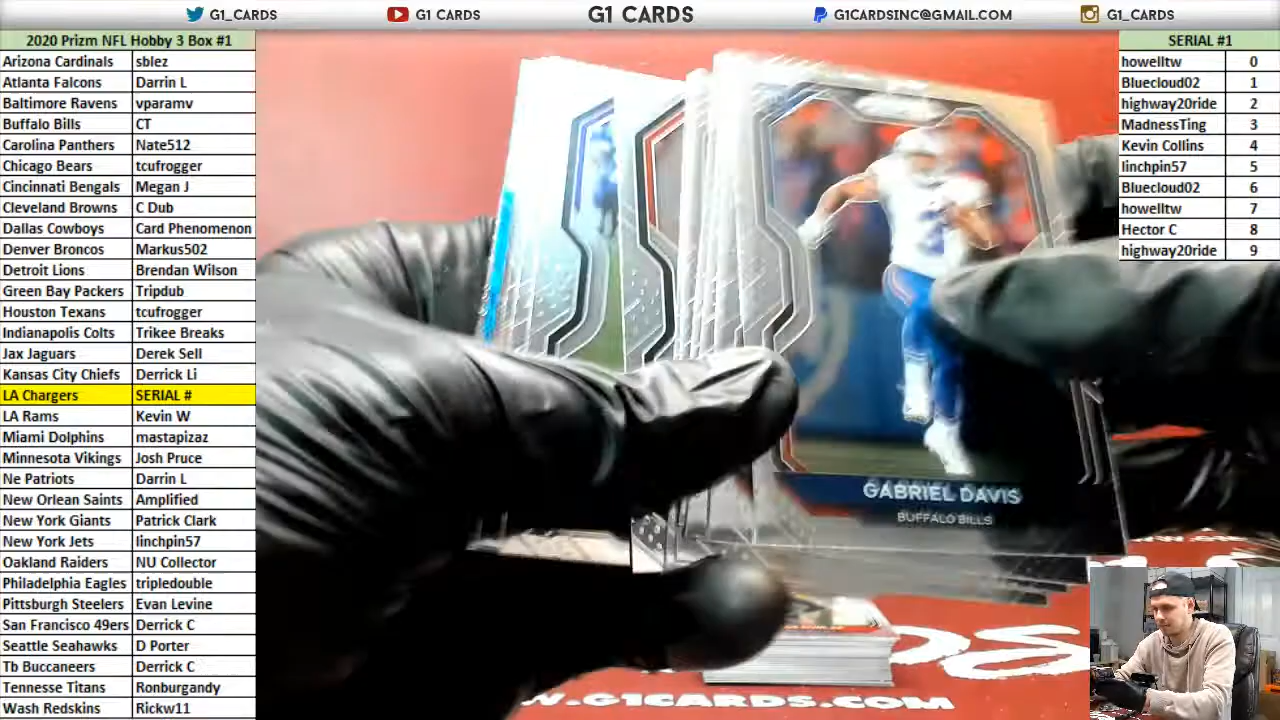 G1_CARDS
G1 CARDS
G1 CARDS
G1CARDSINC@GMAIL.COM
G1_CARDS
2020 Prizm NFL Hobby 3 Box #1
Arizona Cardinals sblez
Atlanta Falcons Darrin L
Baltimore Ravens vparamv
Buffalo Bills CT
Carolina Panthers Nate512
Chicago Bears tcufrogger
Cincinnati Bengals Megan J
Cleveland Browns C Dub
Dallas Cowboys Card Phenomenon
Denver Broncos Markus502
Detroit Lions Brendan Wilson
Green Bay Packers Tripdub
Houston Texans tcufrogger
Indianapolis Colts Trikee Breaks
Jax Jaguars Derek Sell
Kansas City Chiefs Derrick Li
LA Chargers SERIAL #
LA Rams Kevin W
Miami Dolphins mastapizaz
Minnesota Vikings Josh Pruce
Ne Patriots Darrin L
New Orlean Saints Amplified
New York Giants Patrick Clark
New York Jets linchpin57
Oakland Raiders NU Collector
Philadelphia Eagles tripledouble
Pittsburgh Steelers Evan Levine
San Francisco 49ers Derrick C
Seattle Seahawks D Porter
Tb Buccaneers Derrick C
Tennesse Titans Ronburgandy
Wash Redskins Rickw11
SERIAL #1
howelltw 0
Bluecloud02 1
highway20ride 2
MadnessTing 3
Kevin Collins 4
linchpin57 5
Bluecloud02 6
howelltw 7
Hector C 8
highway20ride 9
GABRIEL DAVIS
BUFFALO BILLS
WWW.G1CARDS.COM